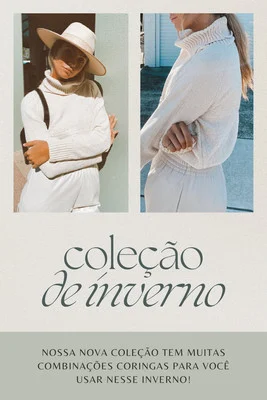 coleção
de inverno
NOSSA NOVA COLEÇÃO TEM MUITAS
COMBINAÇÕES CORINGAS PARA VOCÊ
USAR NESSE INVERNO!